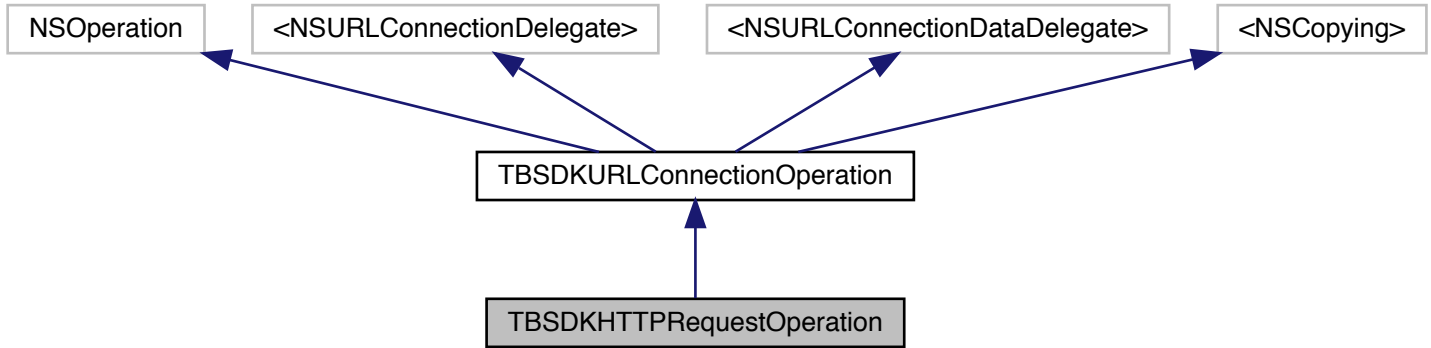 NSOperation
<NSURLConnectionDelegate>
<NSURLConnectionDataDelegate>
<NSCopying>
TBSDKURLConnectionOperation
TBSDKHTTPRequestOperation